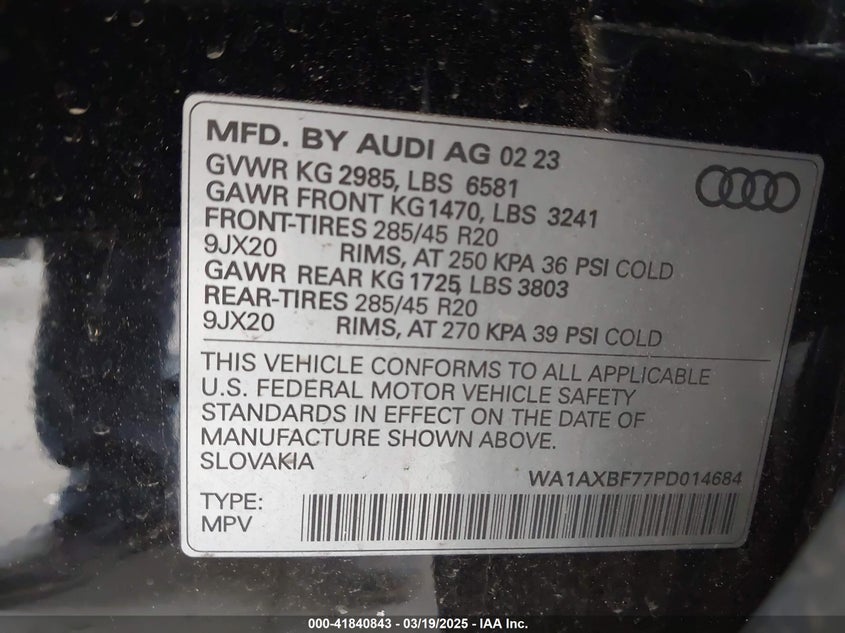 MFD. BY AUDI AG 02 23
GVWR KG 2985, LBS 6581
GAWR FRONT KG1470, LBS 3241
FRONT-TIRES 285/45 R20
9JX20 RIMS, AT 250 KPA 36 PSI COLD
GAWR REAR KG 1725, LBS 3803
REAR-TIRES 285/45 R20
9JX20 RIMS, AT 270 KPA 39 PSI COLD
THIS VEHICLE CONFORMS TO ALL APPLICABLE
U.S. FEDERAL MOTOR VEHICLE SAFETY
STANDARDS IN EFFECT ON THE DATE OF
MANUFACTURE SHOWN ABOVE.
SLOVAKIA
WA1AXBF77PD014684
TYPE:
MPV
000-41840843 - 03/19/2025 - IAA Inc.